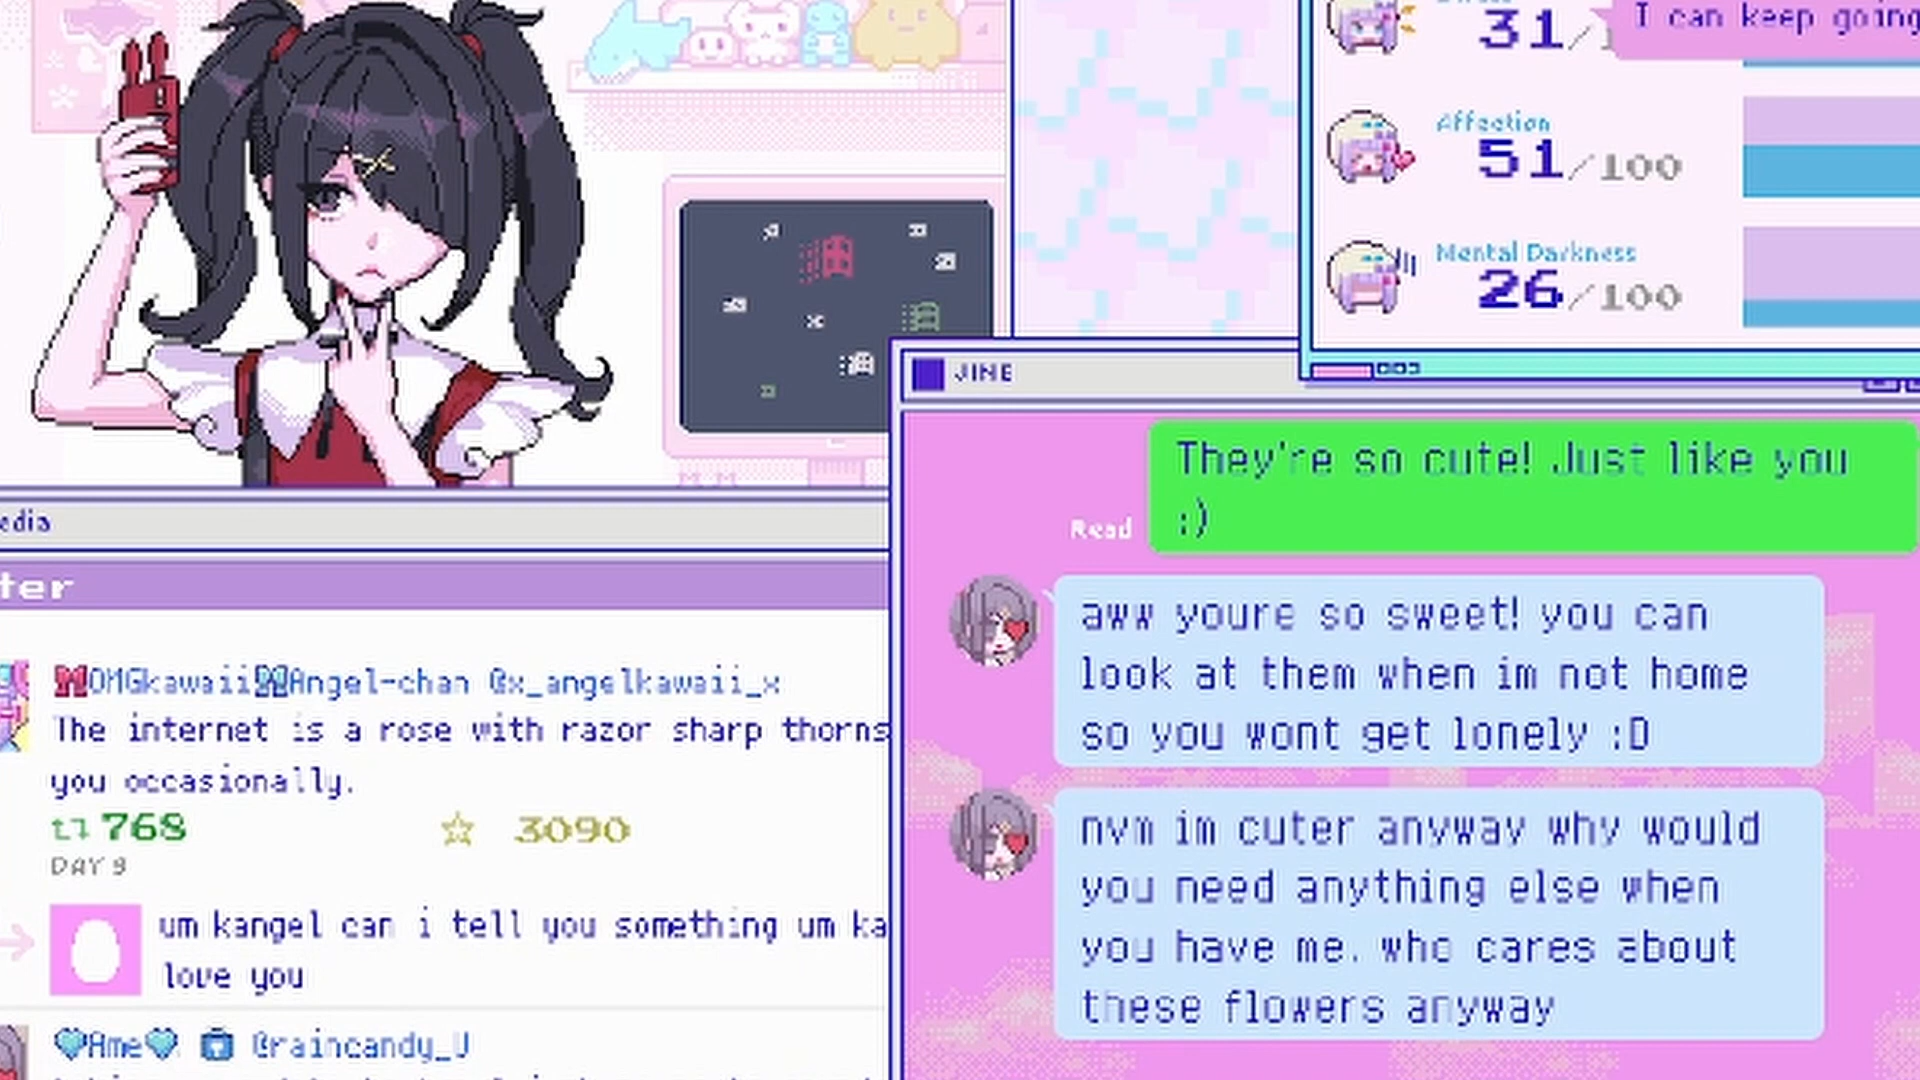 31/
I can keep going
Affection
51/100
Mental Darkness
26/100
JINE
They're so cute! Just like you
:)
Read
aww youre so sweet! you can
look at them when im not home
so you wont get lonely :D
nvm im cuter anyway why would
you need anything else when
you have me. who cares about
these flowers anyway
edia
ter
OMGkawaiiAngel-chan @x_angelkawaii_x
The internet is a rose with razor sharp thorns
you occasionally.
768
3090
DAY 9
um kangel can i tell you something um ka
love you
Ame @raincandy_U